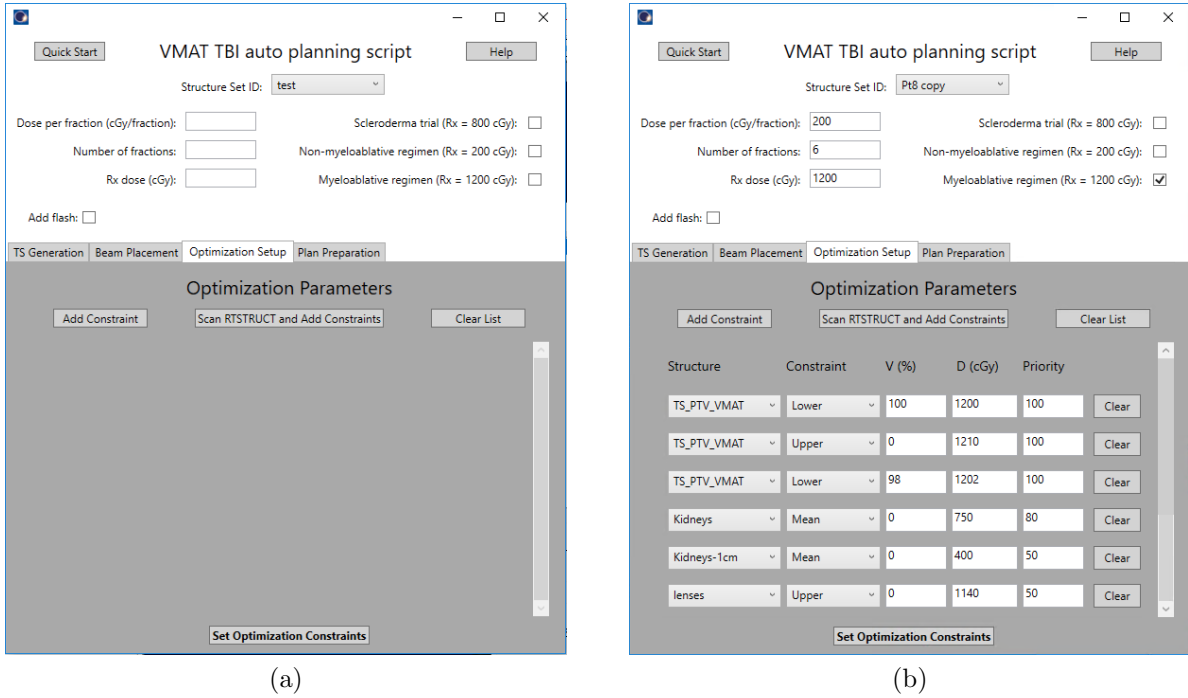 Quick Start
VMAT TBI auto planning script
Help
Structure Set ID: test
Dose per fraction (cGy/fraction):
Scleroderma trial (Rx = 800 cGy):
Number of fractions:
Non-myeloablative regimen (Rx = 200 cGy):
Rx dose (cGy):
Myeloablative regimen (Rx = 1200 cGy):
Add flash:
TS Generation Beam Placement Optimization Setup Plan Preparation
Optimization Parameters
Add Constraint Scan RTSTRUCT and Add Constraints Clear List
Set Optimization Constraints
(a)
Quick Start
VMAT TBI auto planning script
Help
Structure Set ID: Pt8 copy
Dose per fraction (cGy/fraction): 200
Scleroderma trial (Rx = 800 cGy):
Number of fractions: 6
Non-myeloablative regimen (Rx = 200 cGy):
Rx dose (cGy): 1200
Myeloablative regimen (Rx = 1200 cGy):
Add flash:
TS Generation Beam Placement Optimization Setup Plan Preparation
Optimization Parameters
Add Constraint Scan RTSTRUCT and Add Constraints Clear List
Structure Constraint V (%) D (cGy) Priority
TS_PTV_VMAT Lower 100 1200 100 Clear
TS_PTV_VMAT Upper 0 1210 100 Clear
TS_PTV_VMAT Lower 98 1202 100 Clear
Kidneys Mean 0 750 80 Clear
Kidneys-1cm Mean 0 400 50 Clear
lenses Upper 0 1140 50 Clear
Set Optimization Constraints
(b)